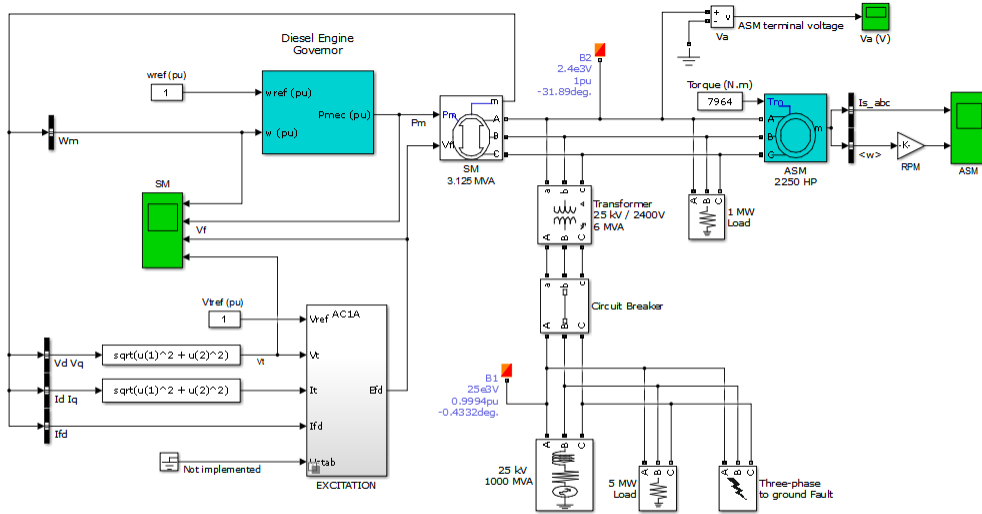 Diesel Engine
Governor
wref (pu)
1
wref (pu)
w (pu)
Pmec (pu)
Wm
Pm
Pm
Vf
m
A
B
C
SM
3.125 MVA
B2
2.4e3V
1pu
-31.89deg.
+
-
v
Va
ASM terminal voltage
Va (V)
Torque (N.m)
7964
Trq
A
B
C
m
ASM
2250 HP
Is_abc
<w>
-K-
RPM
ASM
SM
Vf
a
b
c
A
B
C
Transformer
25 kV / 2400V
6 MVA
A
B
C
1 MW
Load
a
b
c
A
B
C
Circuit Breaker
Vtref (pu)
1
Vref
AC1A
Vt
It
Ifd
Efd
EXCITATION
Vd Vq
sqrt(u(1)^2 + u(2)^2)
Vt
Id Iq
sqrt(u(1)^2 + u(2)^2)
Ifd
Not implemented
B1
25e3V
0.9994pu
-0.4332deg.
A
B
C
25 kV
1000 MVA
A
B
C
5 MW
Load
A
B
C
Three-phase
to ground Fault